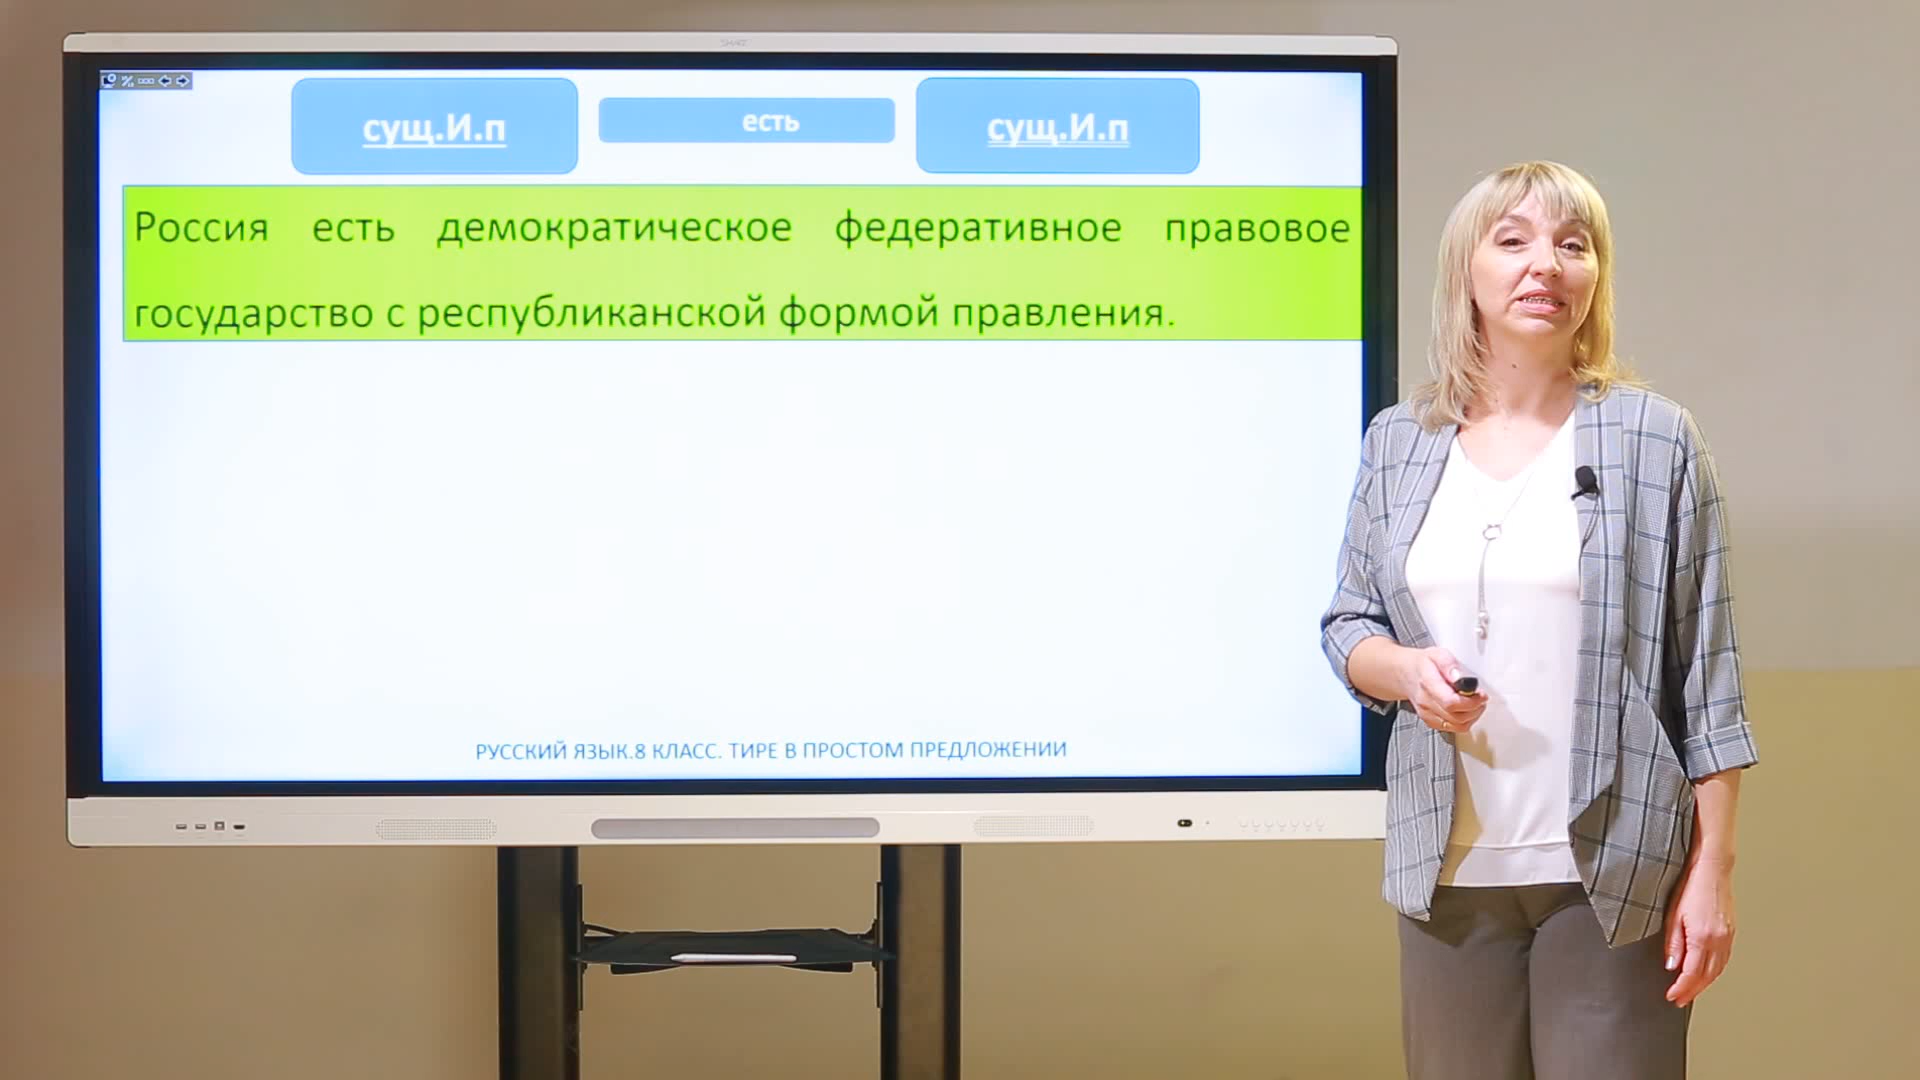 сущ.И.п есть сущ.И.п
Россия есть демократическое федеративное правовое
государство с республиканской формой правления.
РУССКИЙ ЯЗЫК.8 КЛАСС. ТИРЕ В ПРОСТОМ ПРЕДЛОЖЕНИИ